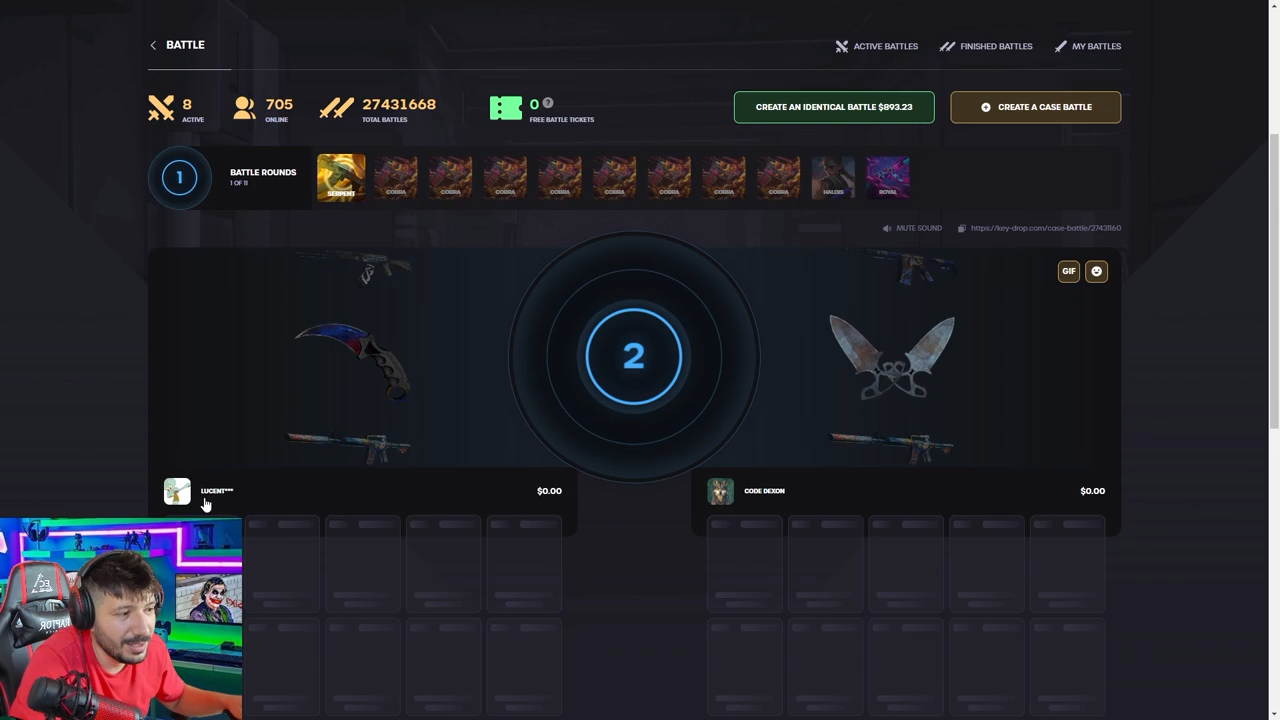 BATTLE
ACTIVE BATTLES
FINISHED BATTLES
MY BATTLES
8
ACTIVE
705
ONLINE
27431668
TOTAL BATTLES
0 ?
FREE BATTLE TICKETS
CREATE AN IDENTICAL BATTLE $893.23
CREATE A CASE BATTLE
1
BATTLE ROUNDS
1 OF 11
SERPENT
COBRA
COBRA
COBRA
COBRA
COBRA
COBRA
COBRA
COBRA
HALDIS
ROYAL
MUTE SOUND
https://key-drop.com/case-battle/27431160
GIF
2
LUCENT***
$0.00
CODE DEXON
$0.00
RAPTOR